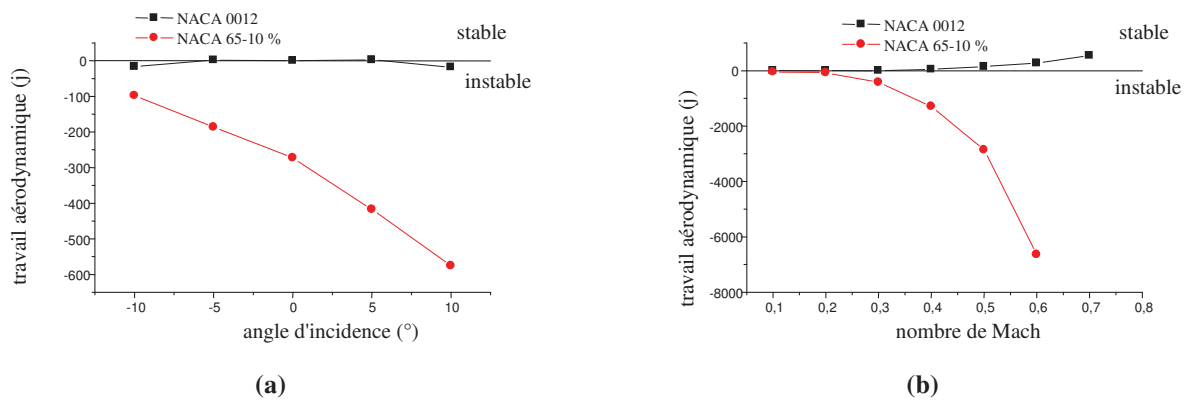 NACA 0012
NACA 65-10 %
stable
instable
0
-100
-200
-300
-400
-500
-600
travail aérodynamique (j)
-10 -5 0 5 10
angle d'incidence (°)
(a)
NACA 0012
NACA 65-10 %
stable
instable
0
-2000
-4000
-6000
-8000
travail aérodynamique (j)
0,1 0,2 0,3 0,4 0,5 0,6 0,7 0,8
nombre de Mach
(b)